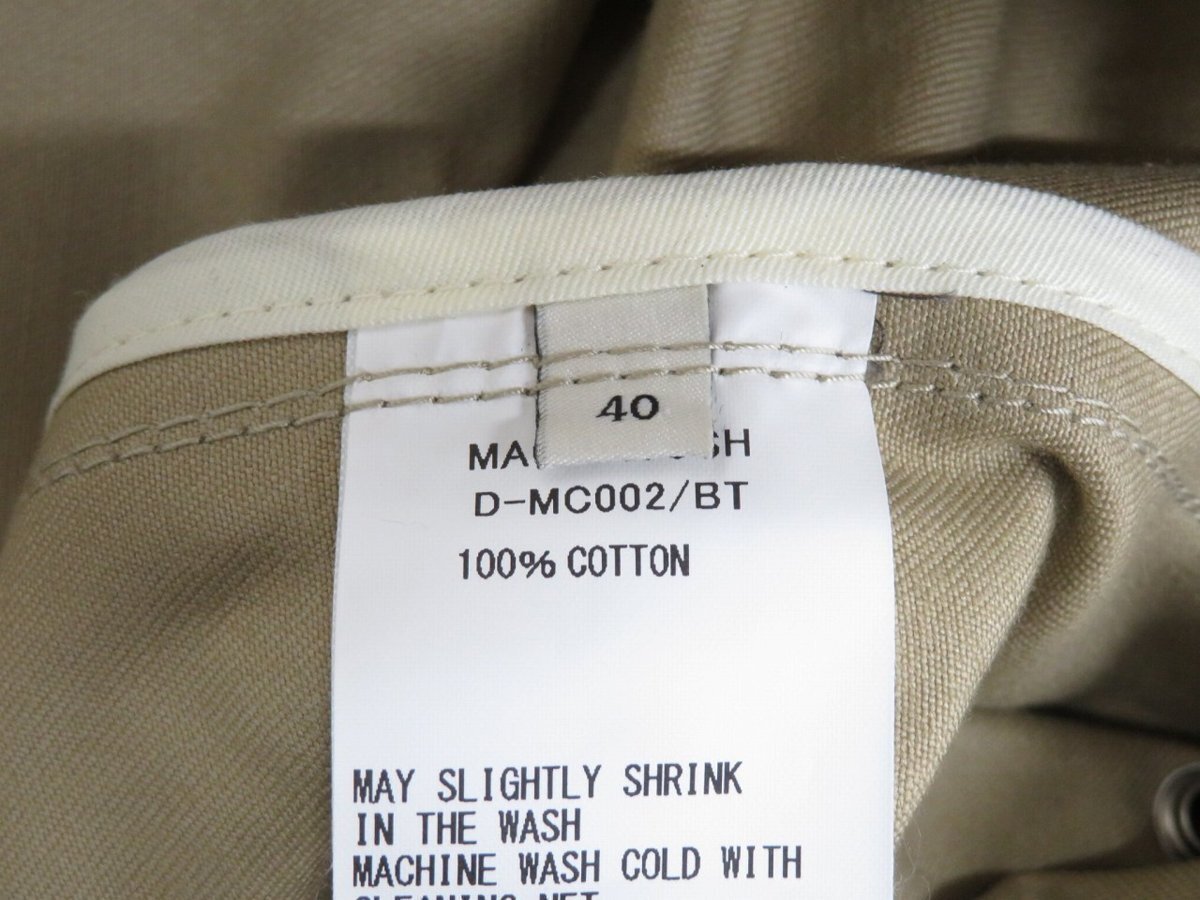 40
D-MC002/BT
100% COTTON
MAY SLIGHTLY SHRINK
IN THE WASH
MACHINE WASH COLD WITH